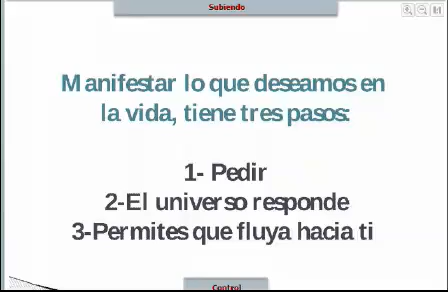 Subiendo
Manifestar lo que deseamos en
la vida, tiene tres pasos:
1- Pedir
2-El universo responde
3-Permites que fluya hacia ti
Control